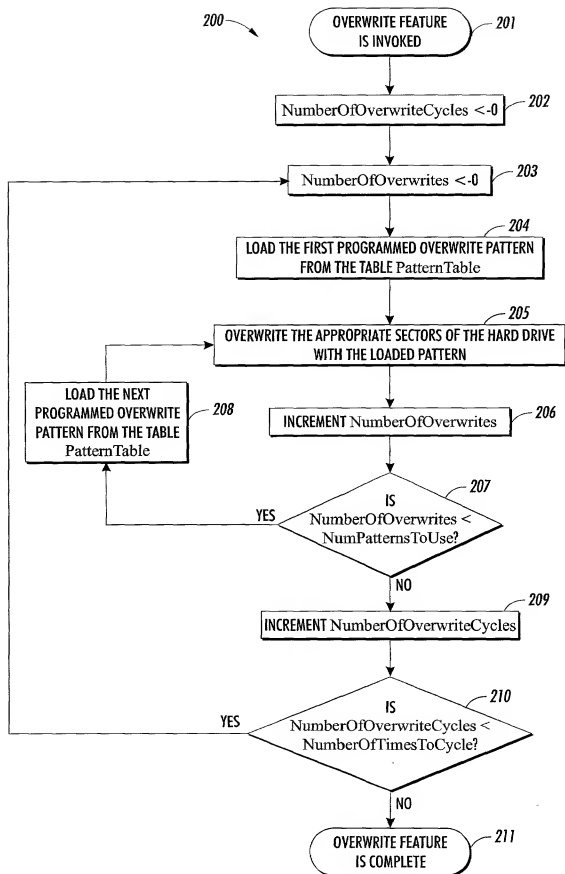 200
OVERWRITE FEATURE
IS INVOKED
201
NumberOfOverwriteCycles <-0
202
NumberOfOverwrites <-0
203
204
LOAD THE FIRST PROGRAMMED OVERWRITE PATTERN
FROM THE TABLE PatternTable
205
OVERWRITE THE APPROPRIATE SECTORS OF THE HARD DRIVE
WITH THE LOADED PATTERN
LOAD THE NEXT
PROGRAMMED OVERWRITE
PATTERN FROM THE TABLE
PatternTable
208
INCREMENT NumberOfOverwrites
206
207
IS
NumberOfOverwrites <
NumPatternsToUse?
YES
NO
209
INCREMENT NumberOfOverwriteCycles
210
IS
NumberOfOverwriteCycles <
NumberOfTimesToCycle?
YES
NO
OVERWRITE FEATURE
IS COMPLETE
211